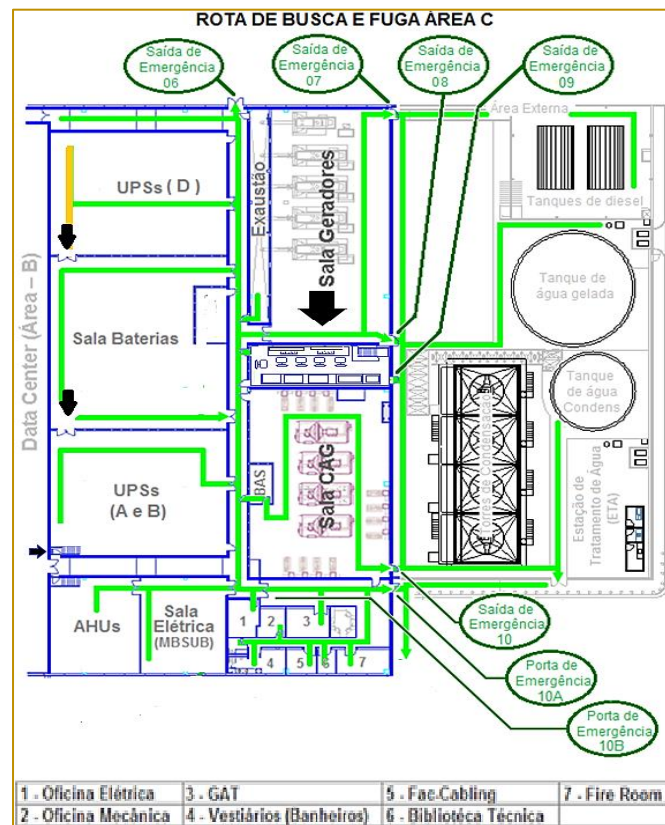 ROTA DE BUSCA E FUGA ÁREA C
Saída de
Emergência
06
Saída de
Emergência
07
Saída de
Emergência
08
Saída de
Emergência
09
Área Externa
UPSs ( D )
Exaustão
Sala Geradores
Tanques de diesel
Tanque de
água gelada
Data Center (Área – B)
Sala Baterias
Tanque
de água
Condens
UPSs
(A e B)
BAS
Sala CAG
Torres de Condensação
Estação de
Tratamento de Água
(ETA)
AHUs
Sala
Elétrica
(MBSUB)
1
2
3
4
5
6
7
Saída de
Emergência
10
Porta de
Emergência
10A
Porta de
Emergência
10B
1 - Oficina Elétrica
3 - GAT
5 - Fac-Cabling
7 - Fire Room
2 - Oficina Mecânica
4 - Vestiários (Banheiros)
6 - Bibliotéca Técnica